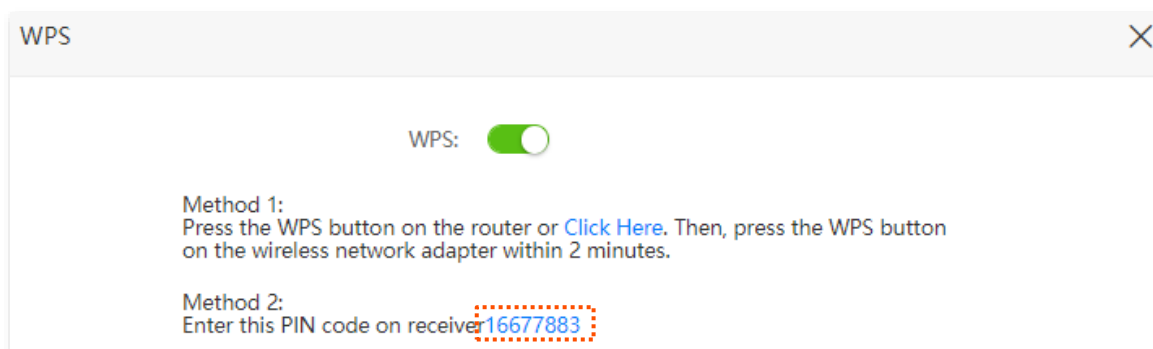 WPS
WPS:
Method 1:
Press the WPS button on the router or Click Here. Then, press the WPS button
on the wireless network adapter within 2 minutes.
Method 2:
Enter this PIN code on receiver16677883